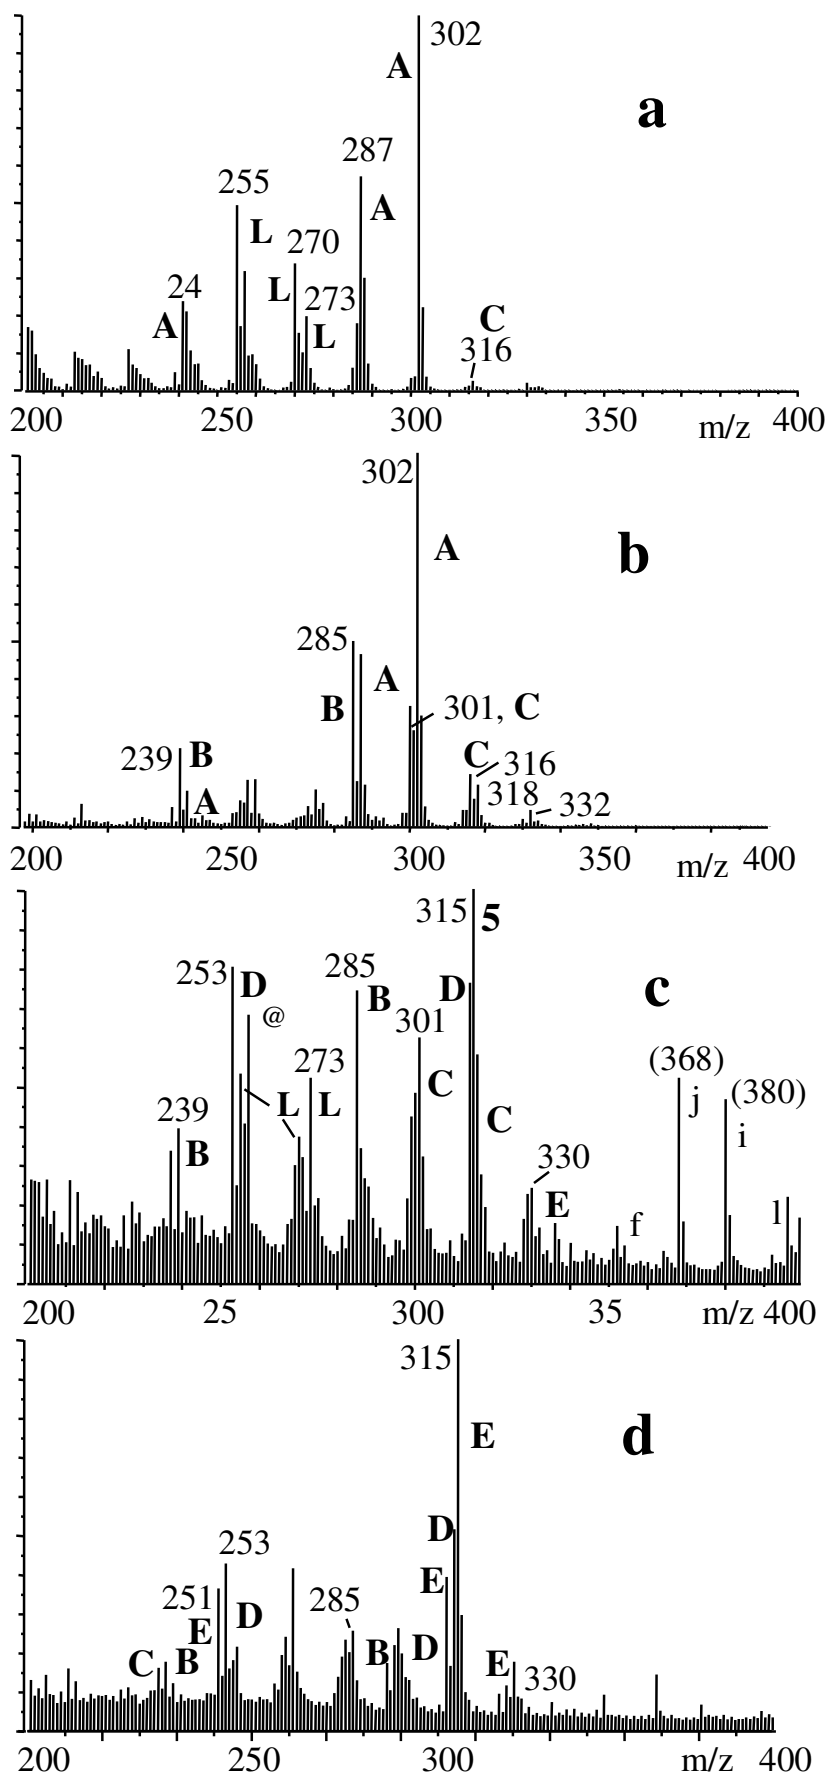 302
A
a
287
255
A
L
270
24
L
273
A
L
C
316
200 250 300 350 m/z 400
302
A
b
285
A
B
301, C
239 B
C
316
A
318
332
200 250 300 350 m/z 400
315 5
253
D
285
D
c
@
B
301
273
(368)
239
L
L
C
j
(380)
B
C
i
330
E
f
l
200 25 300 35 m/z 400
315
E
d
D
253
251
E
285
D
E
C
B
B
D
E
330
200 250 300 350 m/z 400